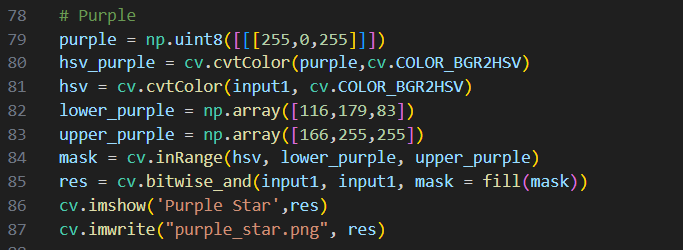 78 # Purple
79 purple = np.uint8([[[255,0,255]]])
80 hsv_purple = cv.cvtColor(purple,cv.COLOR_BGR2HSV)
81 hsv = cv.cvtColor(input1, cv.COLOR_BGR2HSV)
82 lower_purple = np.array([116,179,83])
83 upper_purple = np.array([166,255,255])
84 mask = cv.inRange(hsv, lower_purple, upper_purple)
85 res = cv.bitwise_and(input1, input1, mask = fill(mask))
86 cv.imshow('Purple Star',res)
87 cv.imwrite("purple_star.png", res)